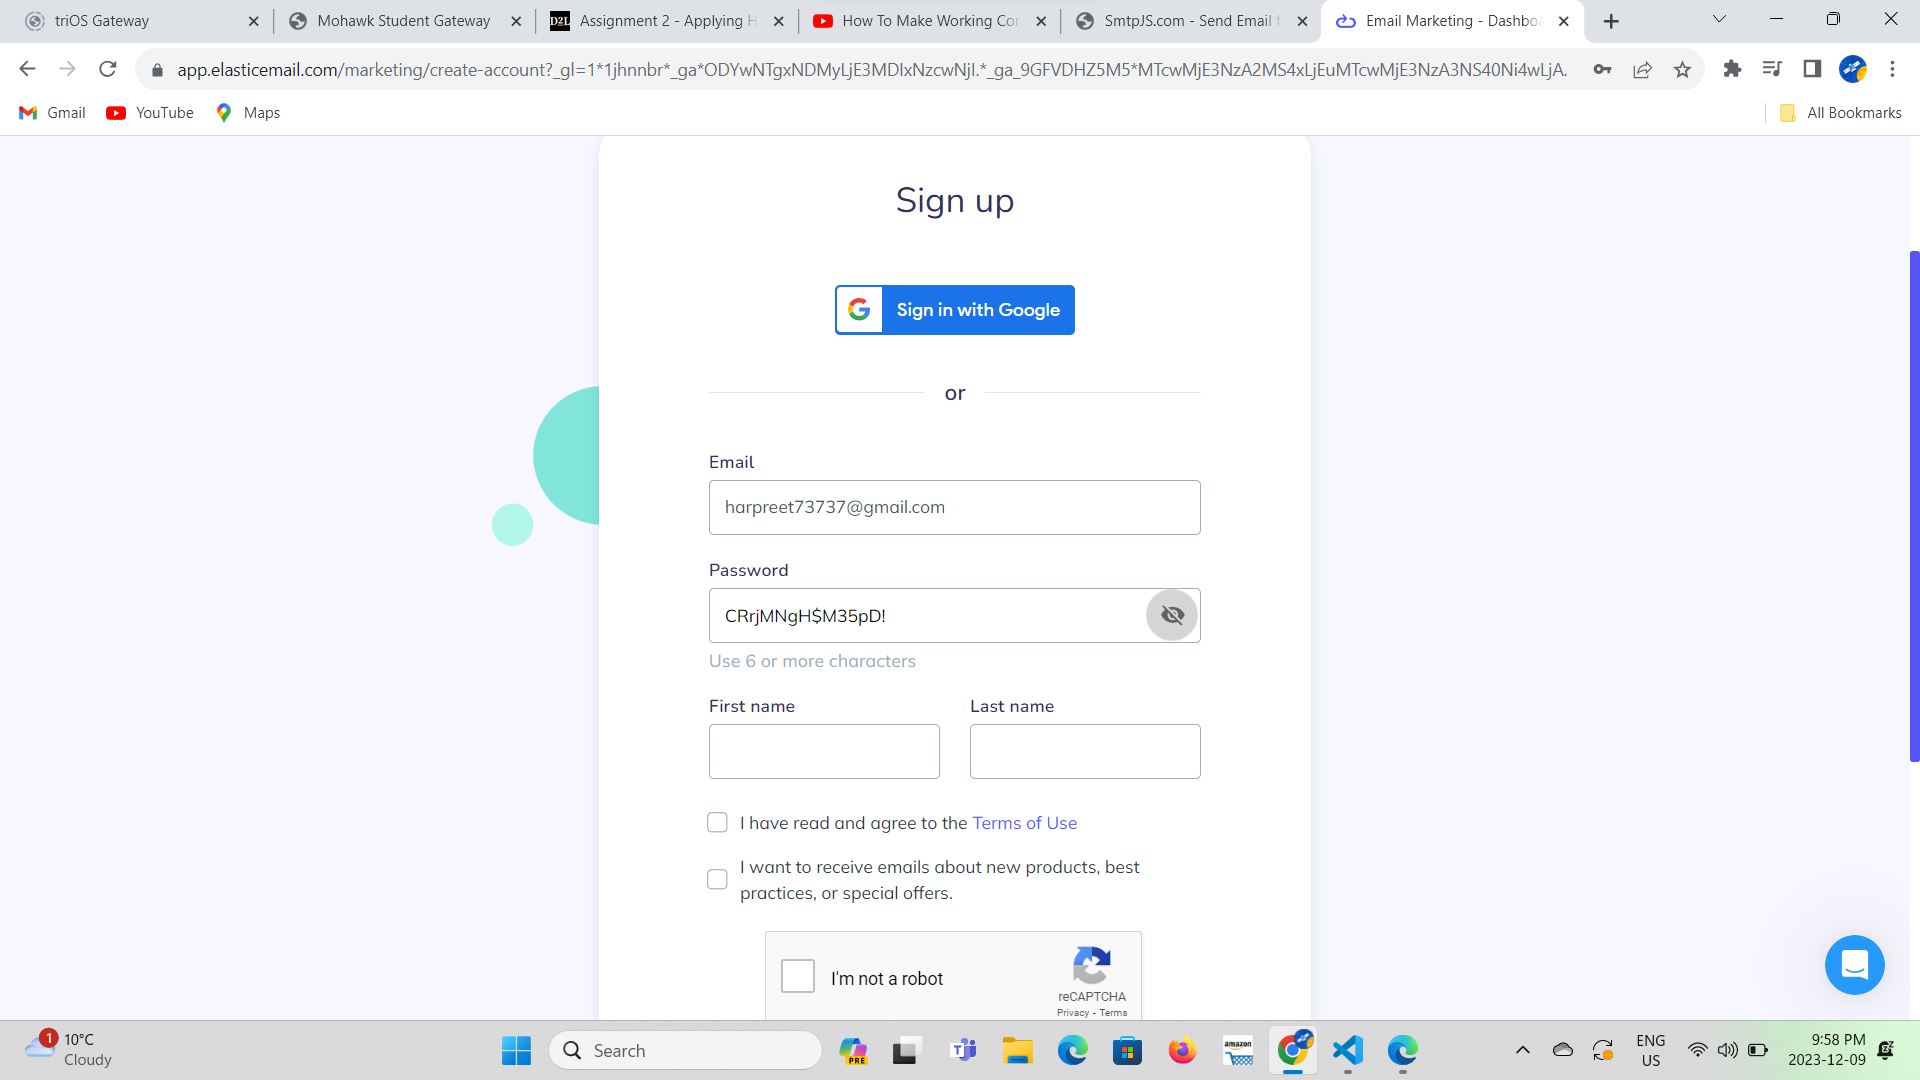 triOS Gateway
Mohawk Student Gateway
D2L Assignment 2 - Applying H
How To Make Working Con
SmtpJS.com - Send Email f
Email Marketing - Dashboa
app.elasticemail.com/marketing/create-account?_gl=1*1jhnnbr*_ga*ODYwNTgxNDMyLjE3MDIxNzcwNjI.*_ga_9GFVDHZ5M5*MTcwMjE3NzA2MS4xLjEuMTcwMjE3NzA3NS40Ni4wLjA.
Gmail
YouTube
Maps
All Bookmarks
Sign up
Sign in with Google
or
Email
harpreet73737@gmail.com
Password
CRrjMNgH$M35pD!
Use 6 or more characters
First name
Last name
I have read and agree to the Terms of Use
I want to receive emails about new products, best
practices, or special offers.
I'm not a robot
reCAPTCHA
Privacy - Terms
1
10°C
Cloudy
Search
PRE
amazon
ENG
US
9:58 PM
2023-12-09